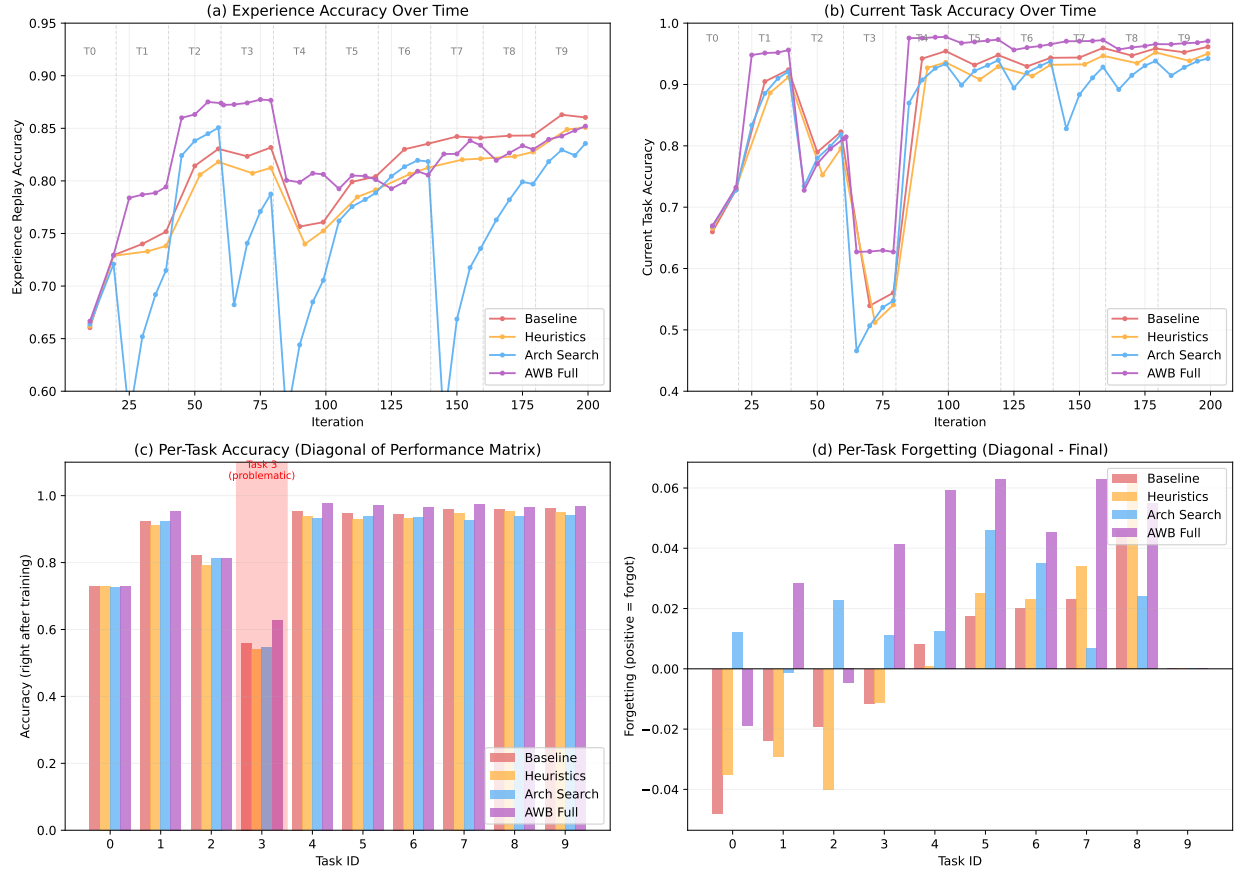 (a) Experience Accuracy Over Time
Experience Replay Accuracy
0.95
0.90
0.85
0.80
0.75
0.70
0.65
0.60
T0 T1 T2 T3 T4 T5 T6 T7 T8 T9
Baseline
Heuristics
Arch Search
AWB Full
25 50 75 100 125 150 175 200
Iteration
(b) Current Task Accuracy Over Time
Current Task Accuracy
1.0
0.9
0.8
0.7
0.6
0.5
0.4
T0 T1 T2 T3 T4 T5 T6 T7 T8 T9
Baseline
Heuristics
Arch Search
AWB Full
25 50 75 100 125 150 175 200
Iteration
(c) Per-Task Accuracy (Diagonal of Performance Matrix)
Accuracy (right after training)
1.0
0.8
0.6
0.4
0.2
0.0
Task 3
(problematic)
Baseline
Heuristics
Arch Search
AWB Full
0 1 2 3 4 5 6 7 8 9
Task ID
(d) Per-Task Forgetting (Diagonal - Final)
Forgetting (positive = forgot)
0.06
0.04
0.02
0.00
−0.02
−0.04
Baseline
Heuristics
Arch Search
AWB Full
0 1 2 3 4 5 6 7 8 9
Task ID